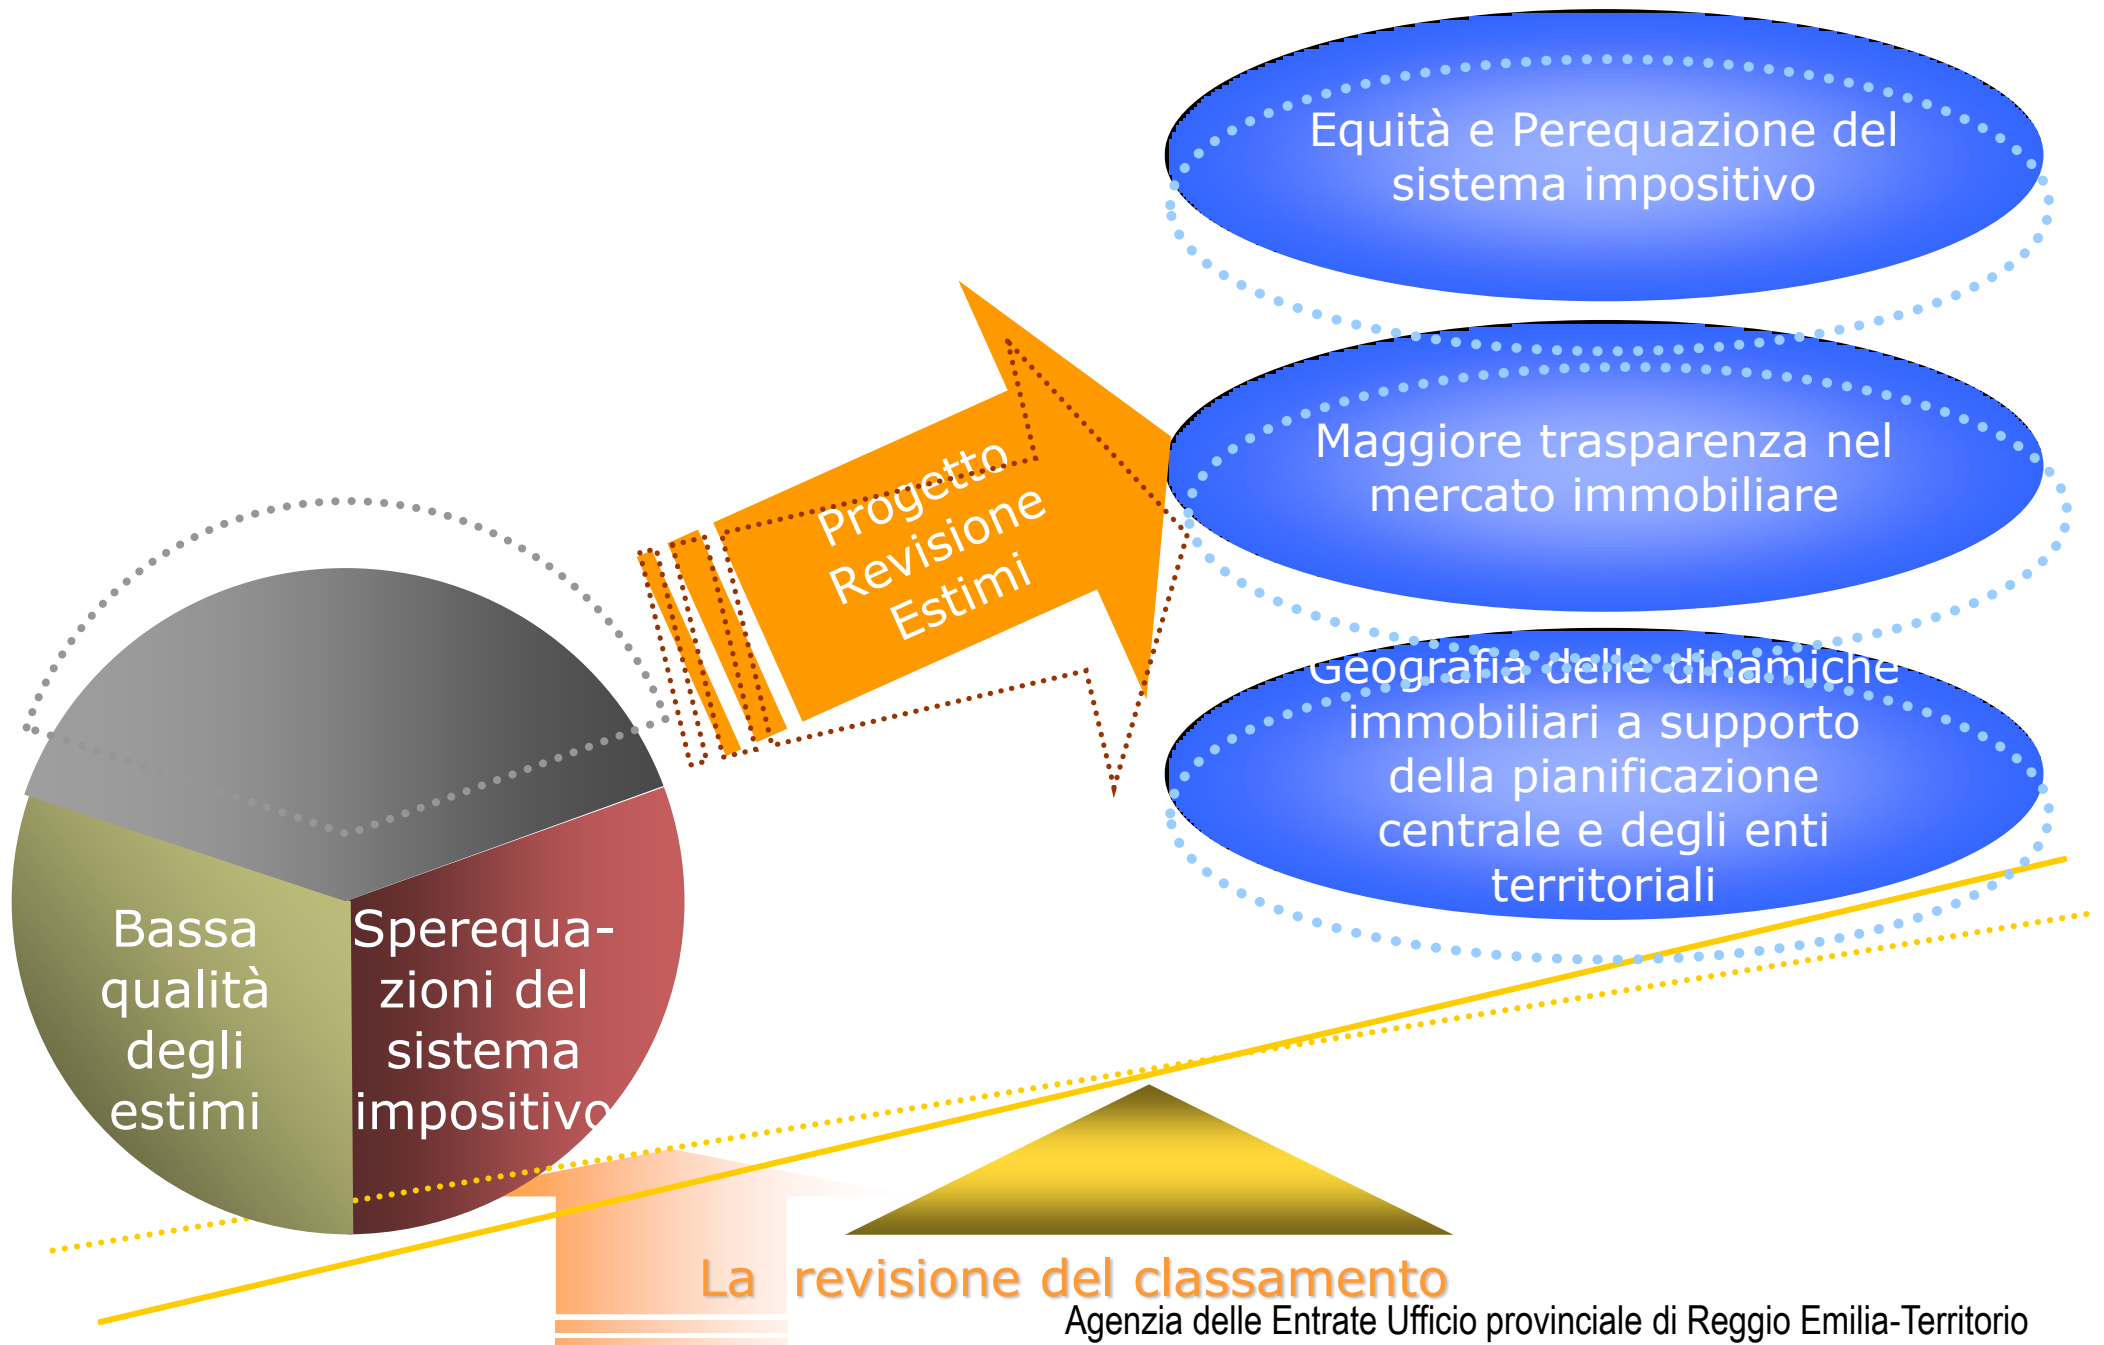 Equità e Perequazione del
sistema impositivo
Maggiore trasparenza nel
mercato immobiliare
Geografia delle dinamiche
immobiliari a supporto
della pianificazione
centrale e degli enti
territoriali
Progetto
Revisione
Estimi
Bassa
qualità
degli
estimi
Sperequa-
zioni del
sistema
impositivo
La revisione del classamento
Agenzia delle Entrate Ufficio provinciale di Reggio Emilia-Territorio